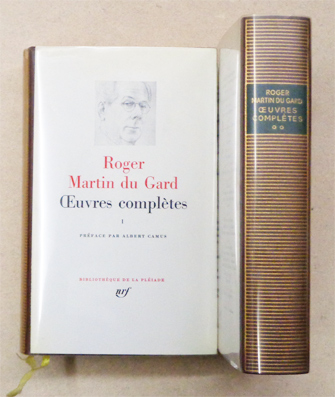 Roger
Martin du Gard
Œuvres complètes
I
PRÉFACE PAR ALBERT CAMUS
BIBLIOTHÈQUE DE LA PLÉIADE
nrf
ROGER
MARTIN DU GARD
ŒUVRES
COMPLÈTES